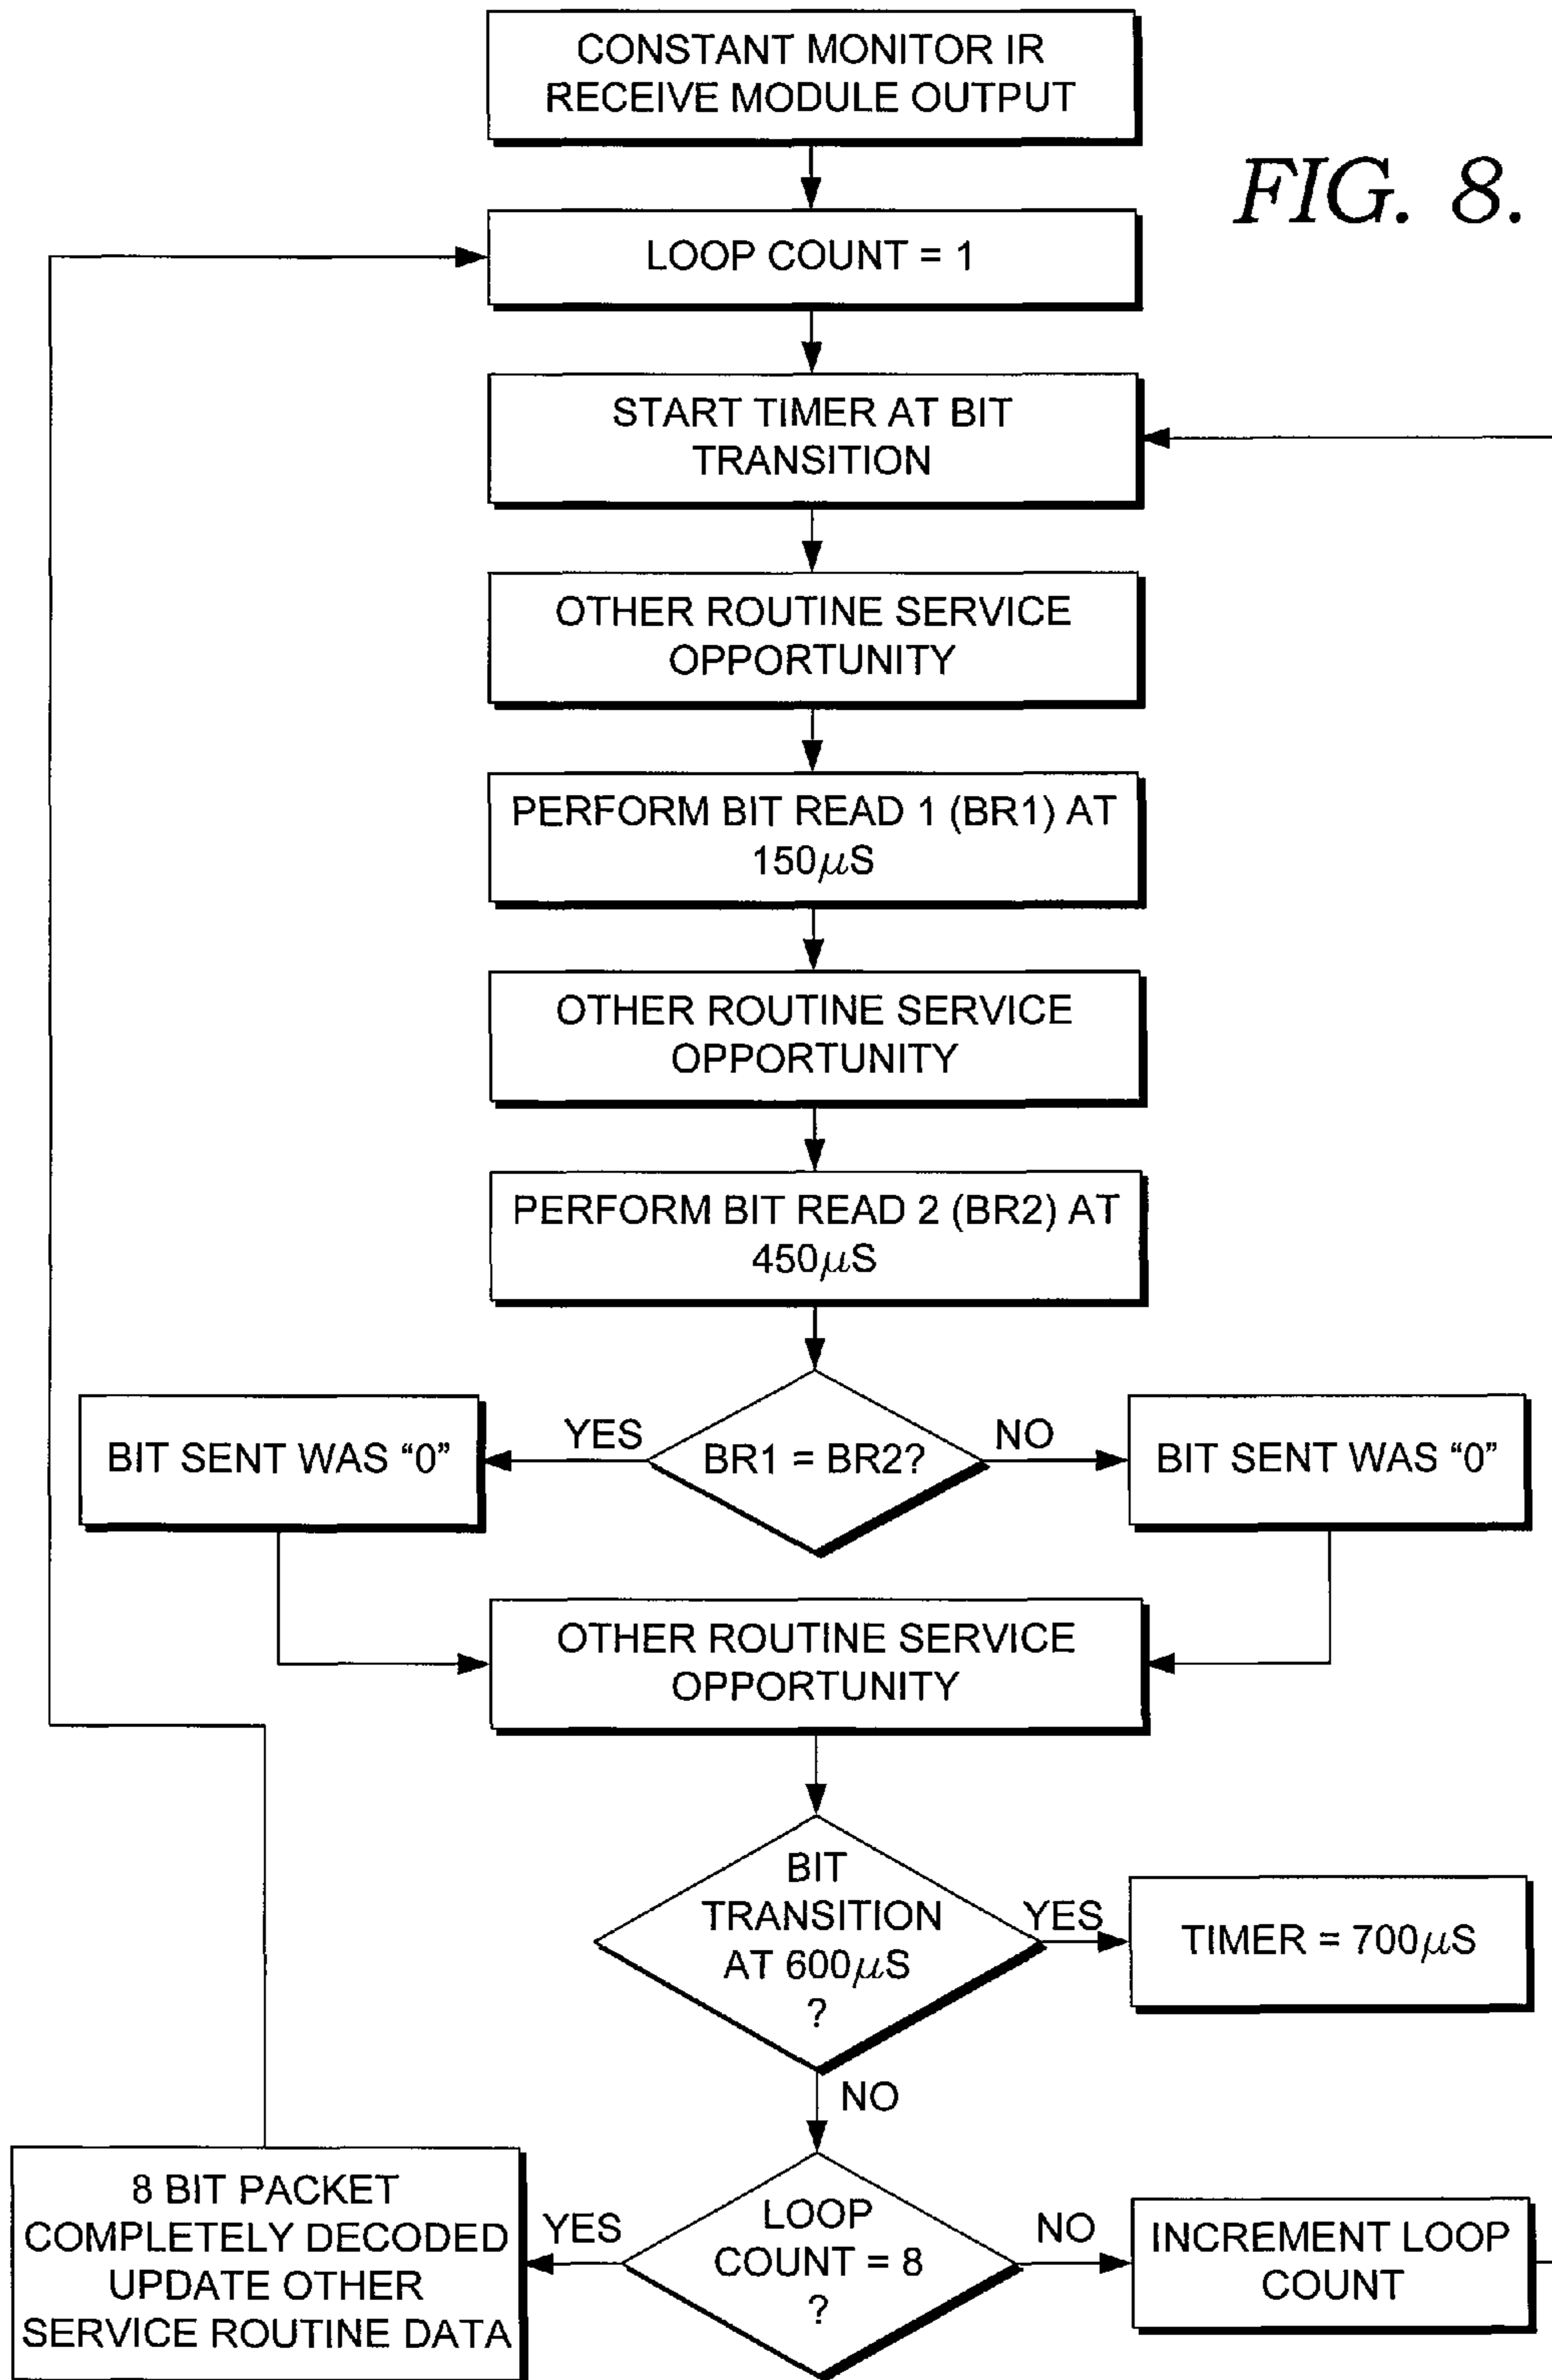 CONSTANT MONITOR IR
RECEIVE MODULE OUTPUT
FIG. 8.
LOOP COUNT = 1
START TIMER AT BIT
TRANSITION
OTHER ROUTINE SERVICE
OPPORTUNITY
PERFORM BIT READ 1 (BR1) AT
150μS
OTHER ROUTINE SERVICE
OPPORTUNITY
PERFORM BIT READ 2 (BR2) AT
450μS
BIT SENT WAS “0”
YES
BR1 = BR2?
NO
BIT SENT WAS “0”
OTHER ROUTINE SERVICE
OPPORTUNITY
BIT
TRANSITION
AT 600μS
?
YES
TIMER = 700μS
NO
8 BIT PACKET
COMPLETELY DECODED
UPDATE OTHER
SERVICE ROUTINE DATA
YES
LOOP
COUNT = 8
?
NO
INCREMENT LOOP
COUNT